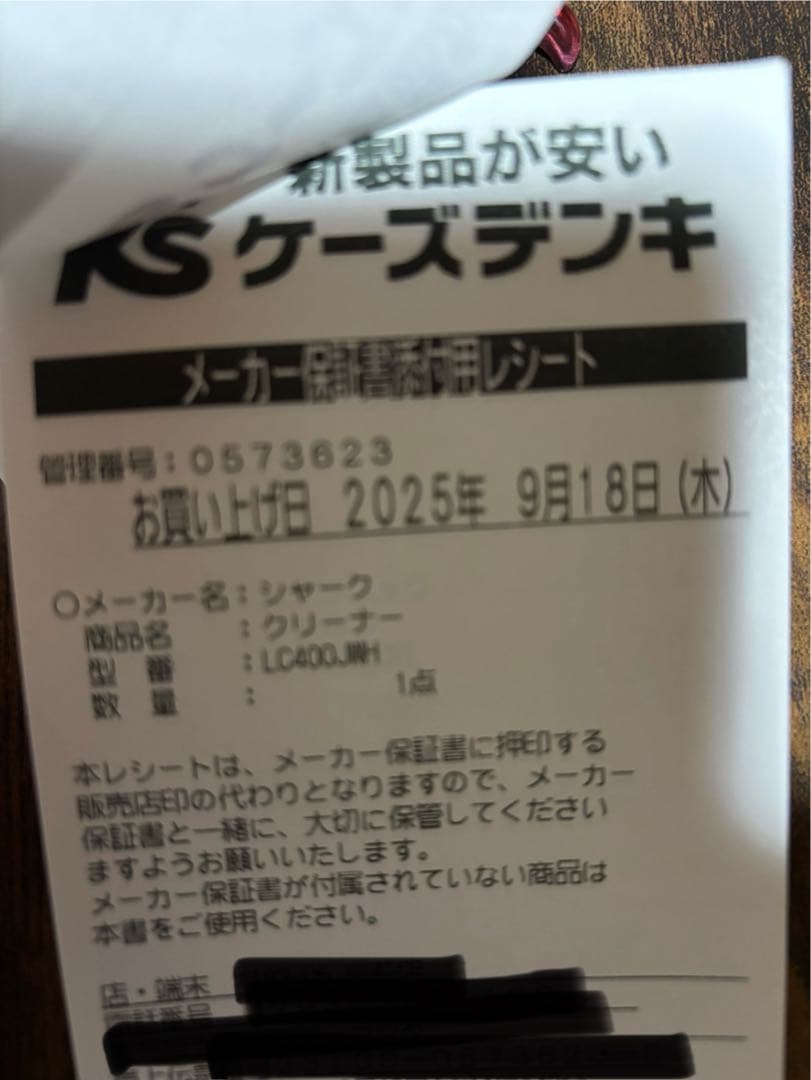 新製品が安い
K'S ケーズデンキ
メーカー保証書添付用レシート
管理番号：0573623
お買い上げ日 2025年 9月18日(木)
○メーカー名：シャーク
商品名 ：クリーナー
型 番 ：LC400JWH
数 量 ： 1点
本レシートは、メーカー保証書に押印する
販売店印の代わりとなりますので、メーカー
保証書と一緒に、大切に保管してください
ますようお願いいたします。
メーカー保証書が付属されていない商品は
本書をご使用ください。
店・端末
電話番号